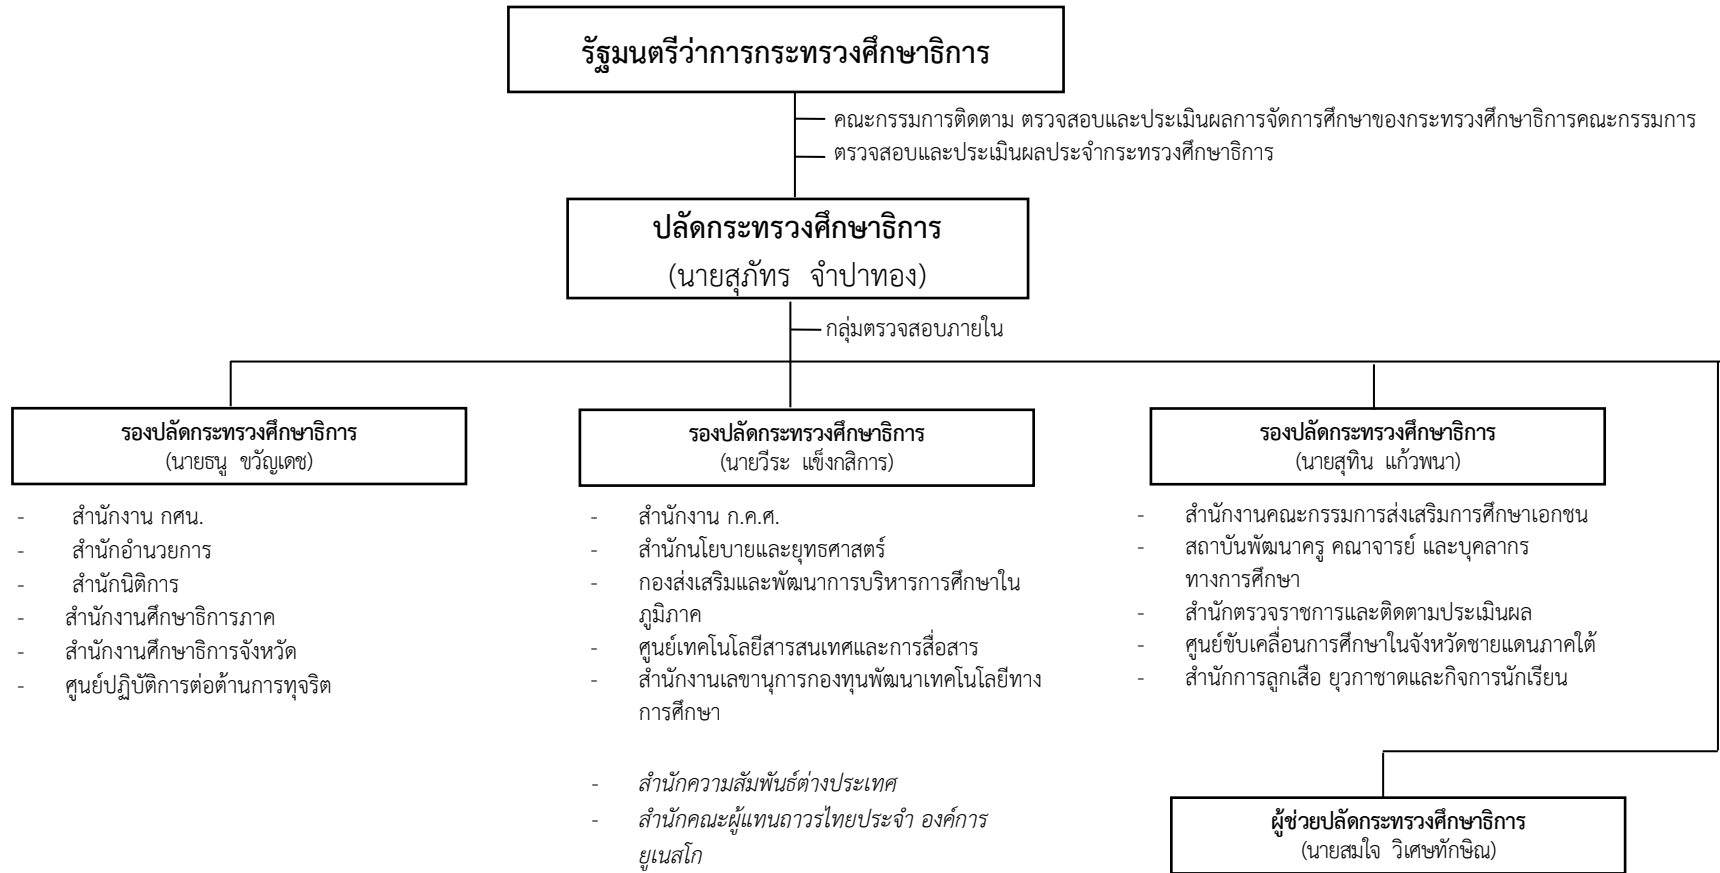 รัฐมนตรีว่าการกระทรวงศึกษาธิการ
คณะกรรมการติดตาม ตรวจสอบและประเมินผลการจัดการศึกษาของกระทรวงศึกษาธิการคณะกรรมการ
ตรวจสอบและประเมินผลประจำกระทรวงศึกษาธิการ
ปลัดกระทรวงศึกษาธิการ
(นายสุภัทร จำปาทอง)
กลุ่มตรวจสอบภายใน
รองปลัดกระทรวงศึกษาธิการ
(นายธนู ขวัญเดช)
- สำนักงาน กศน.
- สำนักอำนวยการ
- สำนักนิติการ
- สำนักงานศึกษาธิการภาค
- สำนักงานศึกษาธิการจังหวัด
- ศูนย์ปฏิบัติการต่อต้านการทุจริต
รองปลัดกระทรวงศึกษาธิการ
(นายวีระ แข็งกสิการ)
- สำนักงาน ก.ค.ศ.
- สำนักนโยบายและยุทธศาสตร์
- กองส่งเสริมและพัฒนาการบริหารการศึกษาใน
ภูมิภาค
- ศูนย์เทคโนโลยีสารสนเทศและการสื่อสาร
- สำนักงานเลขานุการกองทุนพัฒนาเทคโนโลยีทาง
การศึกษา
- สำนักความสัมพันธ์ต่างประเทศ
- สำนักคณะผู้แทนถาวรไทยประจำ องค์การ
ยูเนสโก
รองปลัดกระทรวงศึกษาธิการ
(นายสุทิน แก้วพนา)
- สำนักงานคณะกรรมการส่งเสริมการศึกษาเอกชน
- สถาบันพัฒนาครู คณาจารย์ และบุคลากร
ทางการศึกษา
- สำนักตรวจราชการและติดตามประเมินผล
- ศูนย์ขับเคลื่อนการศึกษาในจังหวัดชายแดนภาคใต้
- สำนักการลูกเสือ ยุวกาชาดและกิจการนักเรียน
ผู้ช่วยปลัดกระทรวงศึกษาธิการ
(นายสมใจ วิเศษทักษิณ)